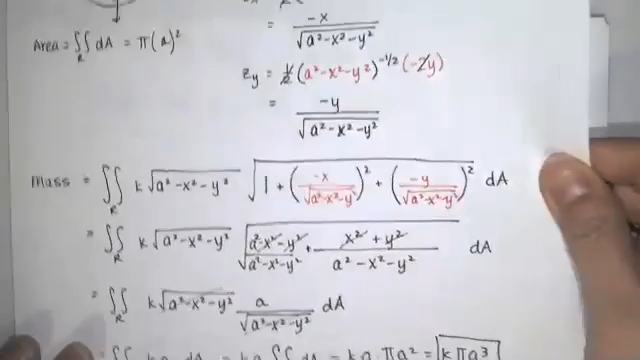 = -x / √(a²-x²-y²)
Area = ∬_R dA = π(a)²
z_y = ½(a²-x²-y²)^(-1/2) (-2y)
= -y / √(a²-x²-y²)
Mass = ∬_R k√(a²-x²-y²) √(1 + (-x / √(a²-x²-y²))² + (-y / √(a²-x²-y²))²) dA
= ∬_R k√(a²-x²-y²) √((a²-x²-y²) / (a²-x²-y²) + (x²+y²) / (a²-x²-y²)) dA
= ∬_R k√(a²-x²-y²) a / √(a²-x²-y²) dA
= ∬ ka dA = ka ∬ dA = ka · πa² = kπa³